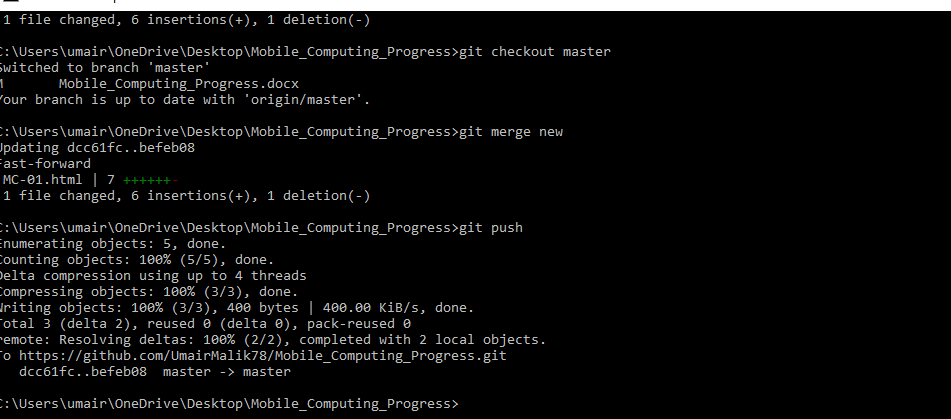 1 file changed, 6 insertions(+), 1 deletion(-)
C:\Users\umair\OneDrive\Desktop\Mobile_Computing_Progress>git checkout master
Switched to branch 'master'
M Mobile_Computing_Progress.docx
Your branch is up to date with 'origin/master'.
C:\Users\umair\OneDrive\Desktop\Mobile_Computing_Progress>git merge new
Updating dcc61fc..befeb08
Fast-forward
MC-01.html | 7 ++++++-
1 file changed, 6 insertions(+), 1 deletion(-)
C:\Users\umair\OneDrive\Desktop\Mobile_Computing_Progress>git push
Enumerating objects: 5, done.
Counting objects: 100% (5/5), done.
Delta compression using up to 4 threads
Compressing objects: 100% (3/3), done.
Writing objects: 100% (3/3), 400 bytes | 400.00 KiB/s, done.
Total 3 (delta 2), reused 0 (delta 0), pack-reused 0
remote: Resolving deltas: 100% (2/2), completed with 2 local objects.
To https://github.com/UmairMalik78/Mobile_Computing_Progress.git
dcc61fc..befeb08 master -> master
C:\Users\umair\OneDrive\Desktop\Mobile_Computing_Progress>